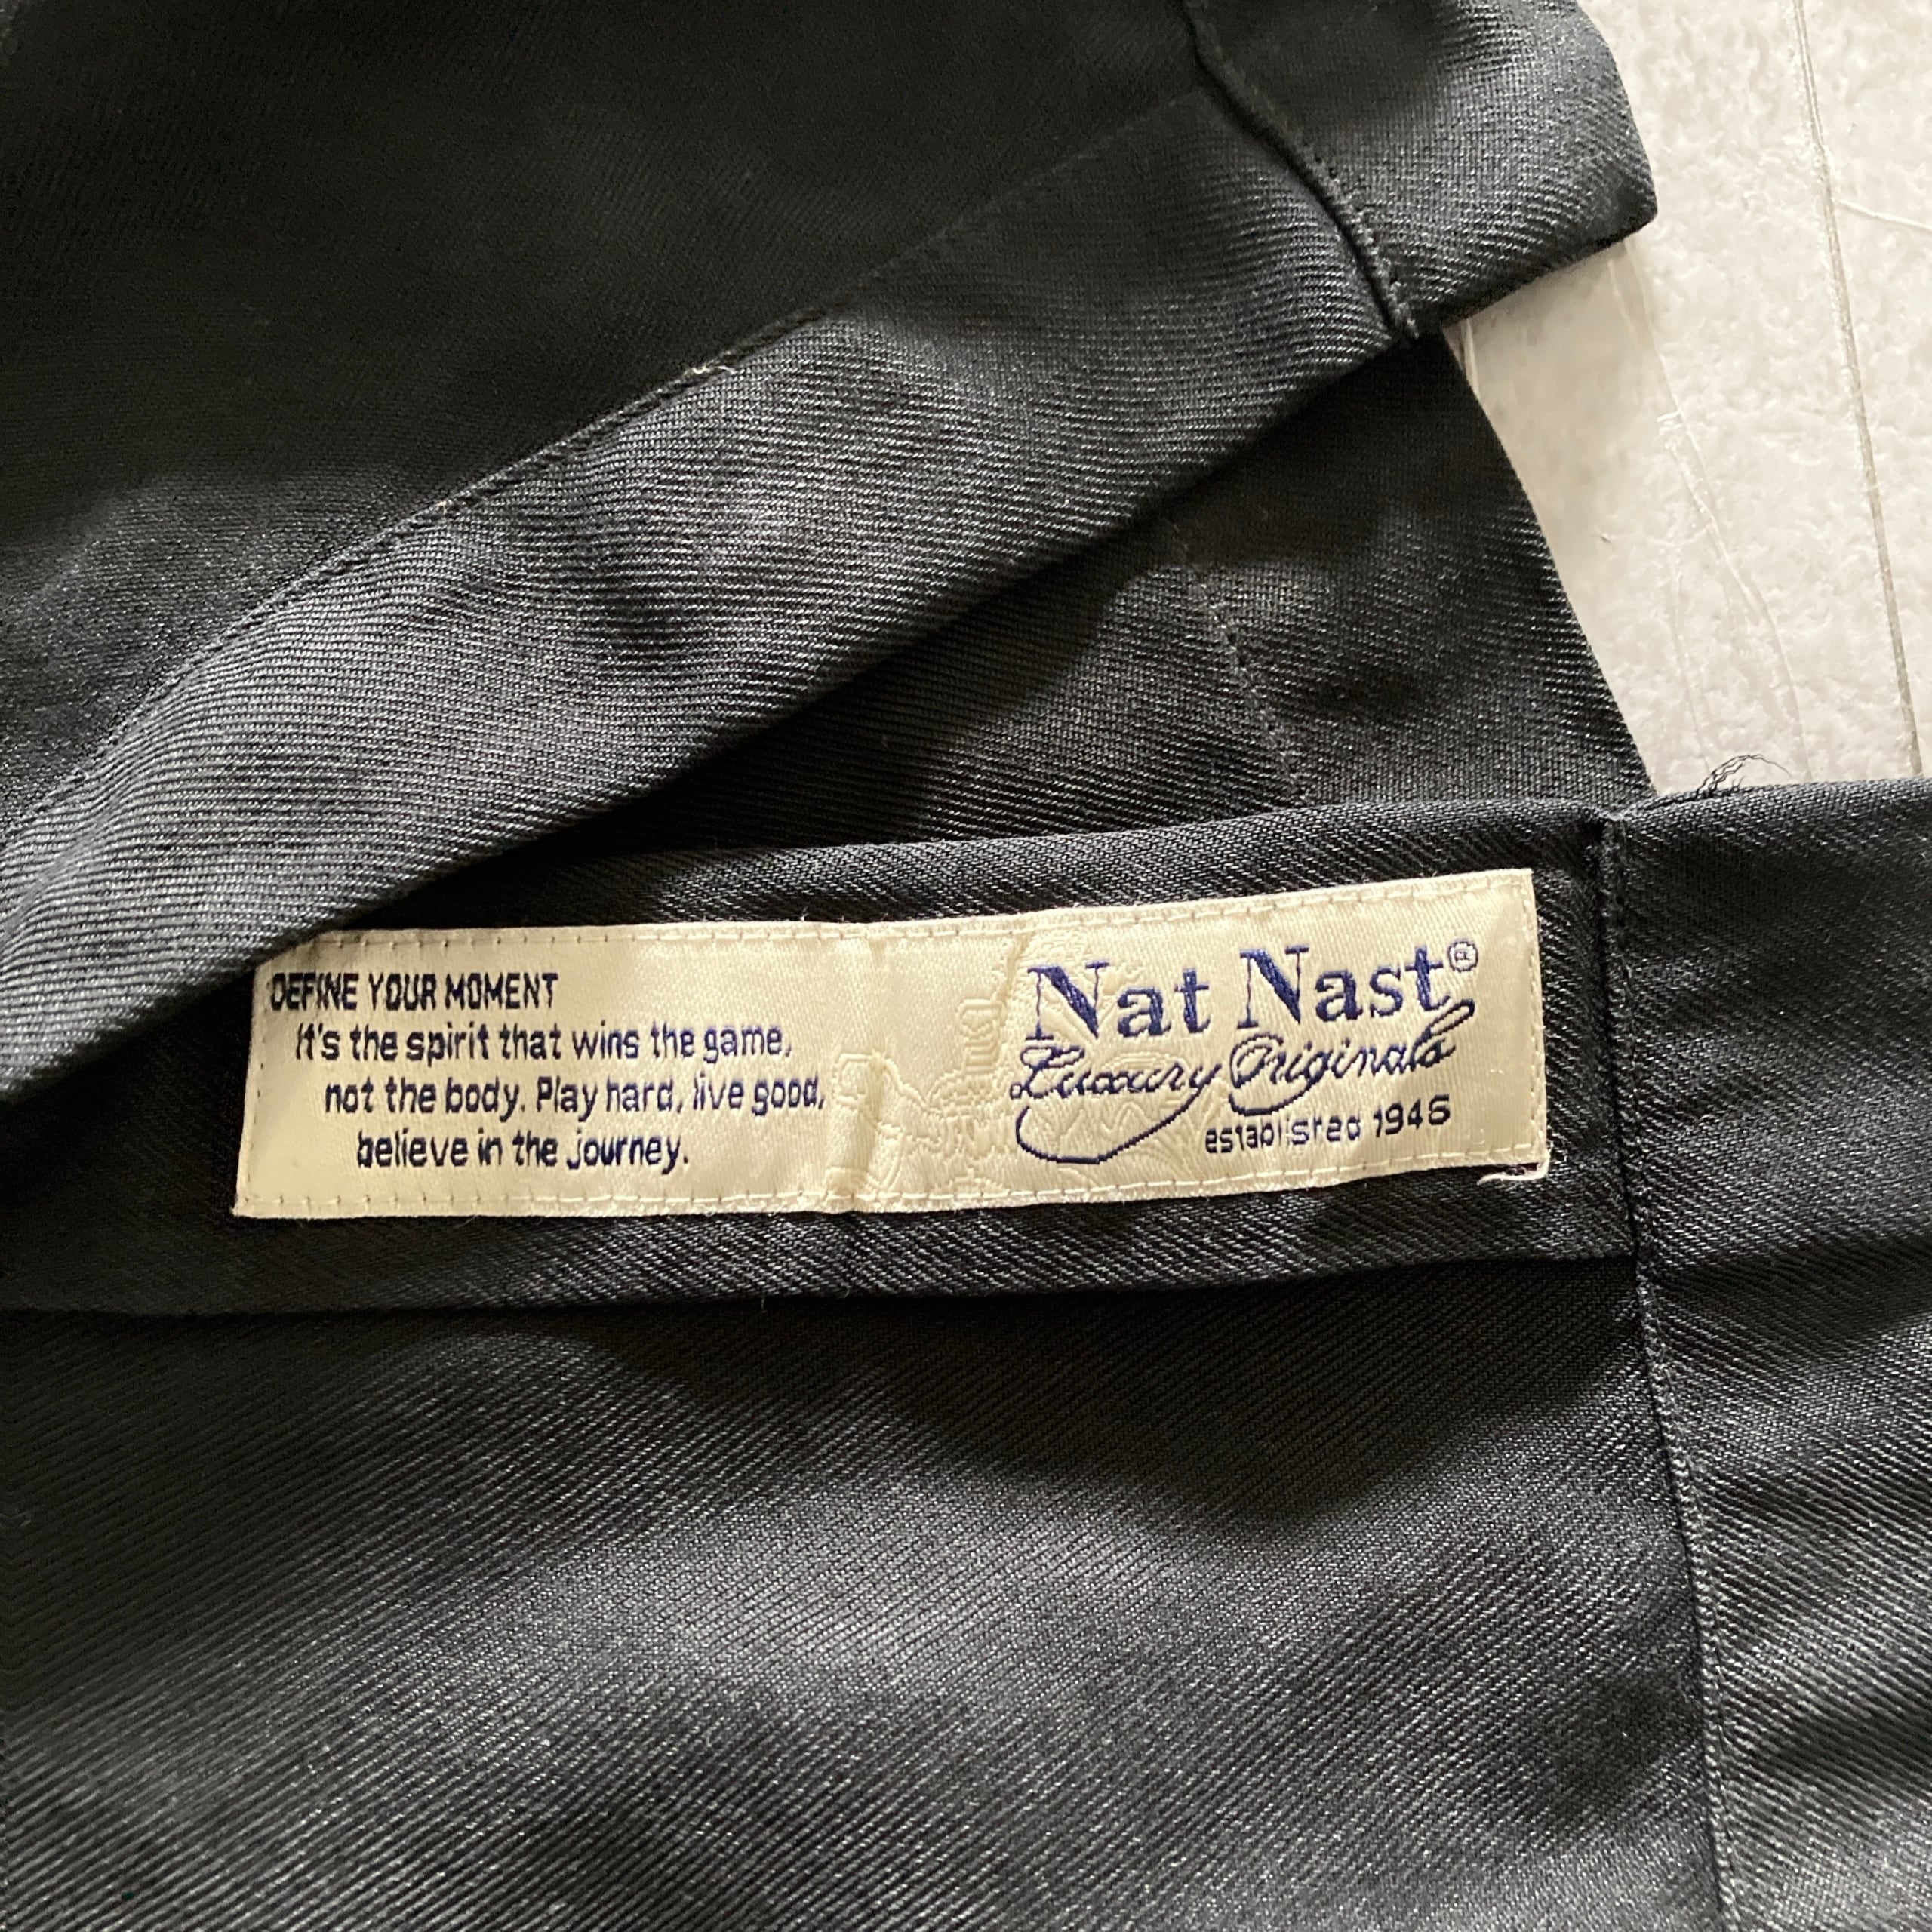 DEFINE YOUR MOMENT
It's the spirit that wins the game,
not the body. Play hard, live good,
believe in the journey.
Nat Nast®
Luxury Originals
established 1946